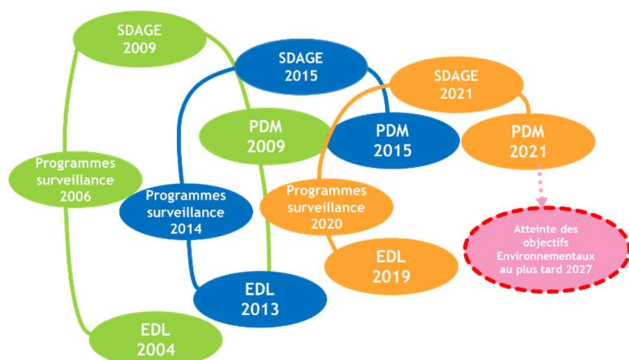 SDAGE
2009
SDAGE
2015
SDAGE
2021
PDM
2009
PDM
2015
PDM
2021
Programmes
surveillance
2006
Programmes
surveillance
2014
Programmes
surveillance
2020
Atteinte des
objectifs
Environnementaux
au plus tard 2027
EDL
2019
EDL
2013
EDL
2004